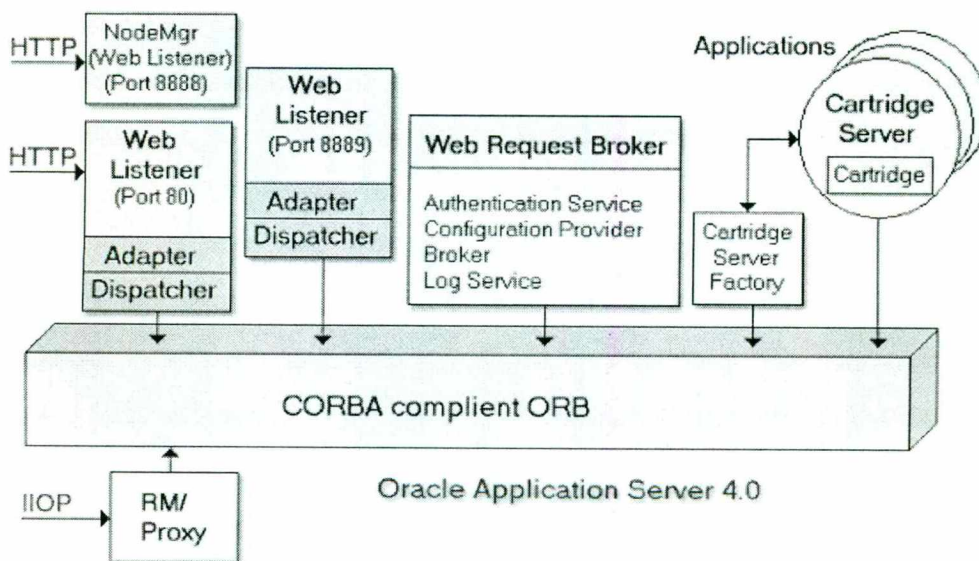 HTTP
NodeMgr
(Web Listener)
(Port 8888)
HTTP
Web
Listener
(Port 80)
Adapter
Dispatcher
Web
Listener
(Port 8889)
Adapter
Dispatcher
Web Request Broker
Authentication Service
Configuration Provider
Broker
Log Service
Applications
Cartridge
Server
Cartridge
Cartridge
Server
Factory
CORBA complient ORB
IIOP
RM/
Proxy
Oracle Application Server 4.0